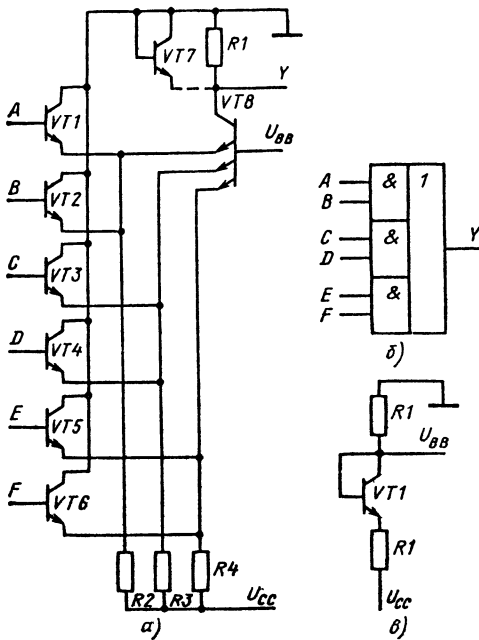 VT7
R1
Y
VT8
A
VT1
U_BB
B
VT2
C
VT3
D
VT4
E
VT5
F
VT6
R2
R3
R4
U_CC
а)
A
B
C
D
E
F
&
&
&
1
Y
б)
R1
U_BB
VT1
R1
U_CC
в)